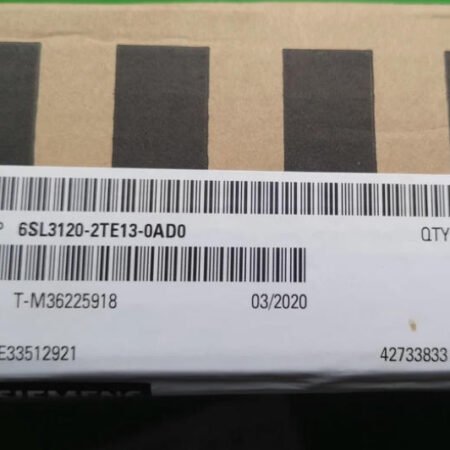 P 6SL3120-2TE13-0AD0 QTY
T-M36225918 03/2020
E33512921 42733833
SIEMENS